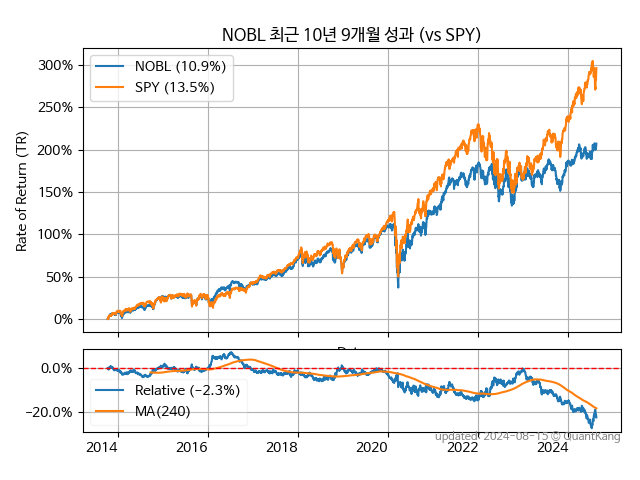 NOBL 최근 10년 9개월 성과 (vs SPY)
NOBL (10.9%)
SPY (13.5%)
Rate of Return (TR)
300%
250%
200%
150%
100%
50%
0%
0.0%
−20.0%
Relative (−2.3%)
MA(240)
2014 2016 2018 2020 2022 2024
updated: 2024-08-15 © QuantKang